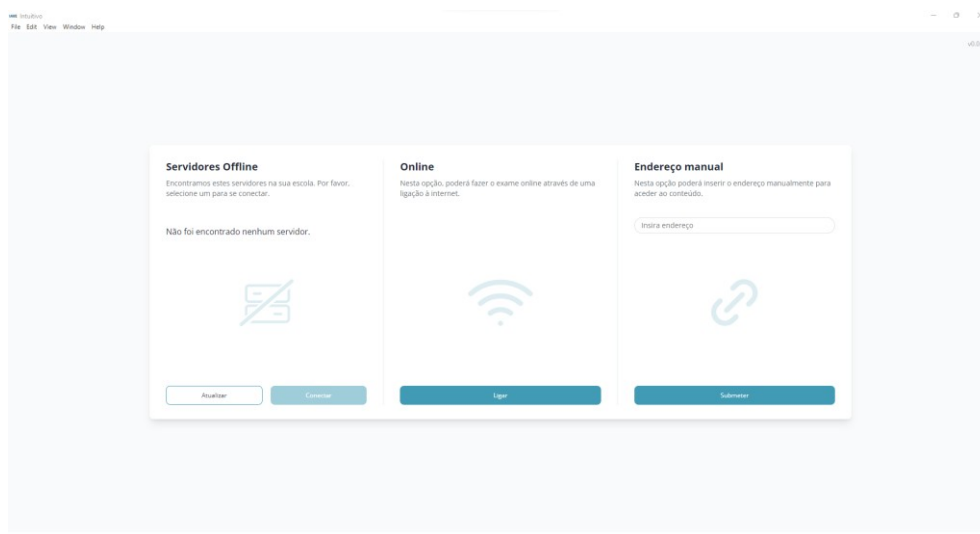 Intuitivo
File Edit View Window Help
v0.0
Servidores Offline
Encontramos estes servidores na sua escola. Por favor,
selecione um para se conectar.
Não foi encontrado nenhum servidor.
Atualizar
Conectar
Online
Nesta opção, poderá fazer o exame online através de uma
ligação à internet.
Ligar
Endereço manual
Nesta opção poderá inserir o endereço manualmente para
aceder ao conteúdo.
Insira endereço
Submeter